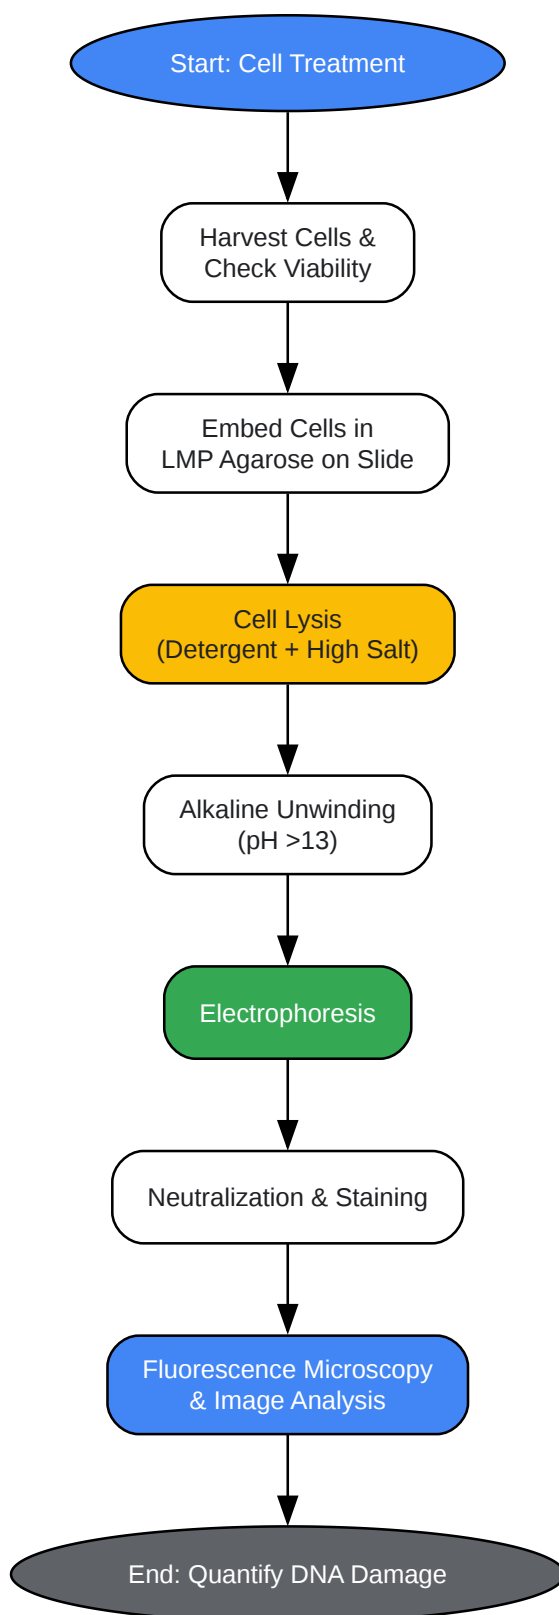 Start: Cell Treatment
Harvest Cells &
Check Viability
Embed Cells in
LMP Agarose on Slide
Cell Lysis
(Detergent + High Salt)
Alkaline Unwinding
(pH >13)
Electrophoresis
Neutralization & Staining
Fluorescence Microscopy
& Image Analysis
End: Quantify DNA Damage